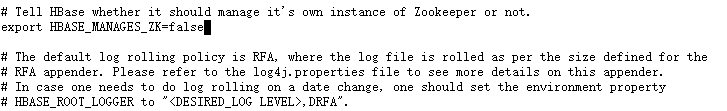 # Tell HBase whether it should manage it's own instance of Zookeeper or not.
export HBASE_MANAGES_ZK=false
# The default log rolling policy is RFA, where the log file is rolled as per the size defined for the
# RFA appender. Please refer to the log4j.properties file to see more details on this appender.
# In case one needs to do log rolling on a date change, one should set the environment property
# HBASE_ROOT_LOGGER to "<DESIRED_LOG LEVEL>,DRFA".